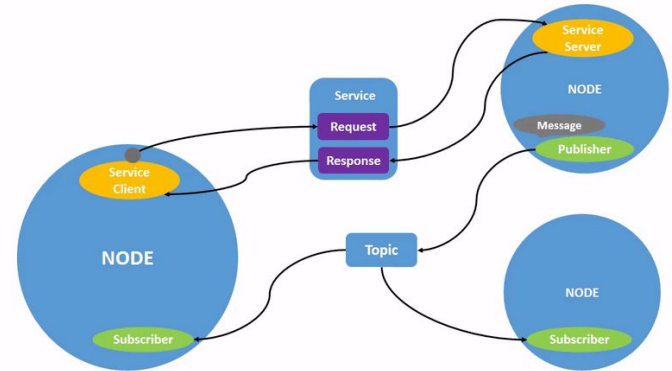 Service
Server
NODE
Message
Publisher
Service
Request
Response
Service
Client
NODE
Subscriber
Topic
NODE
Subscriber